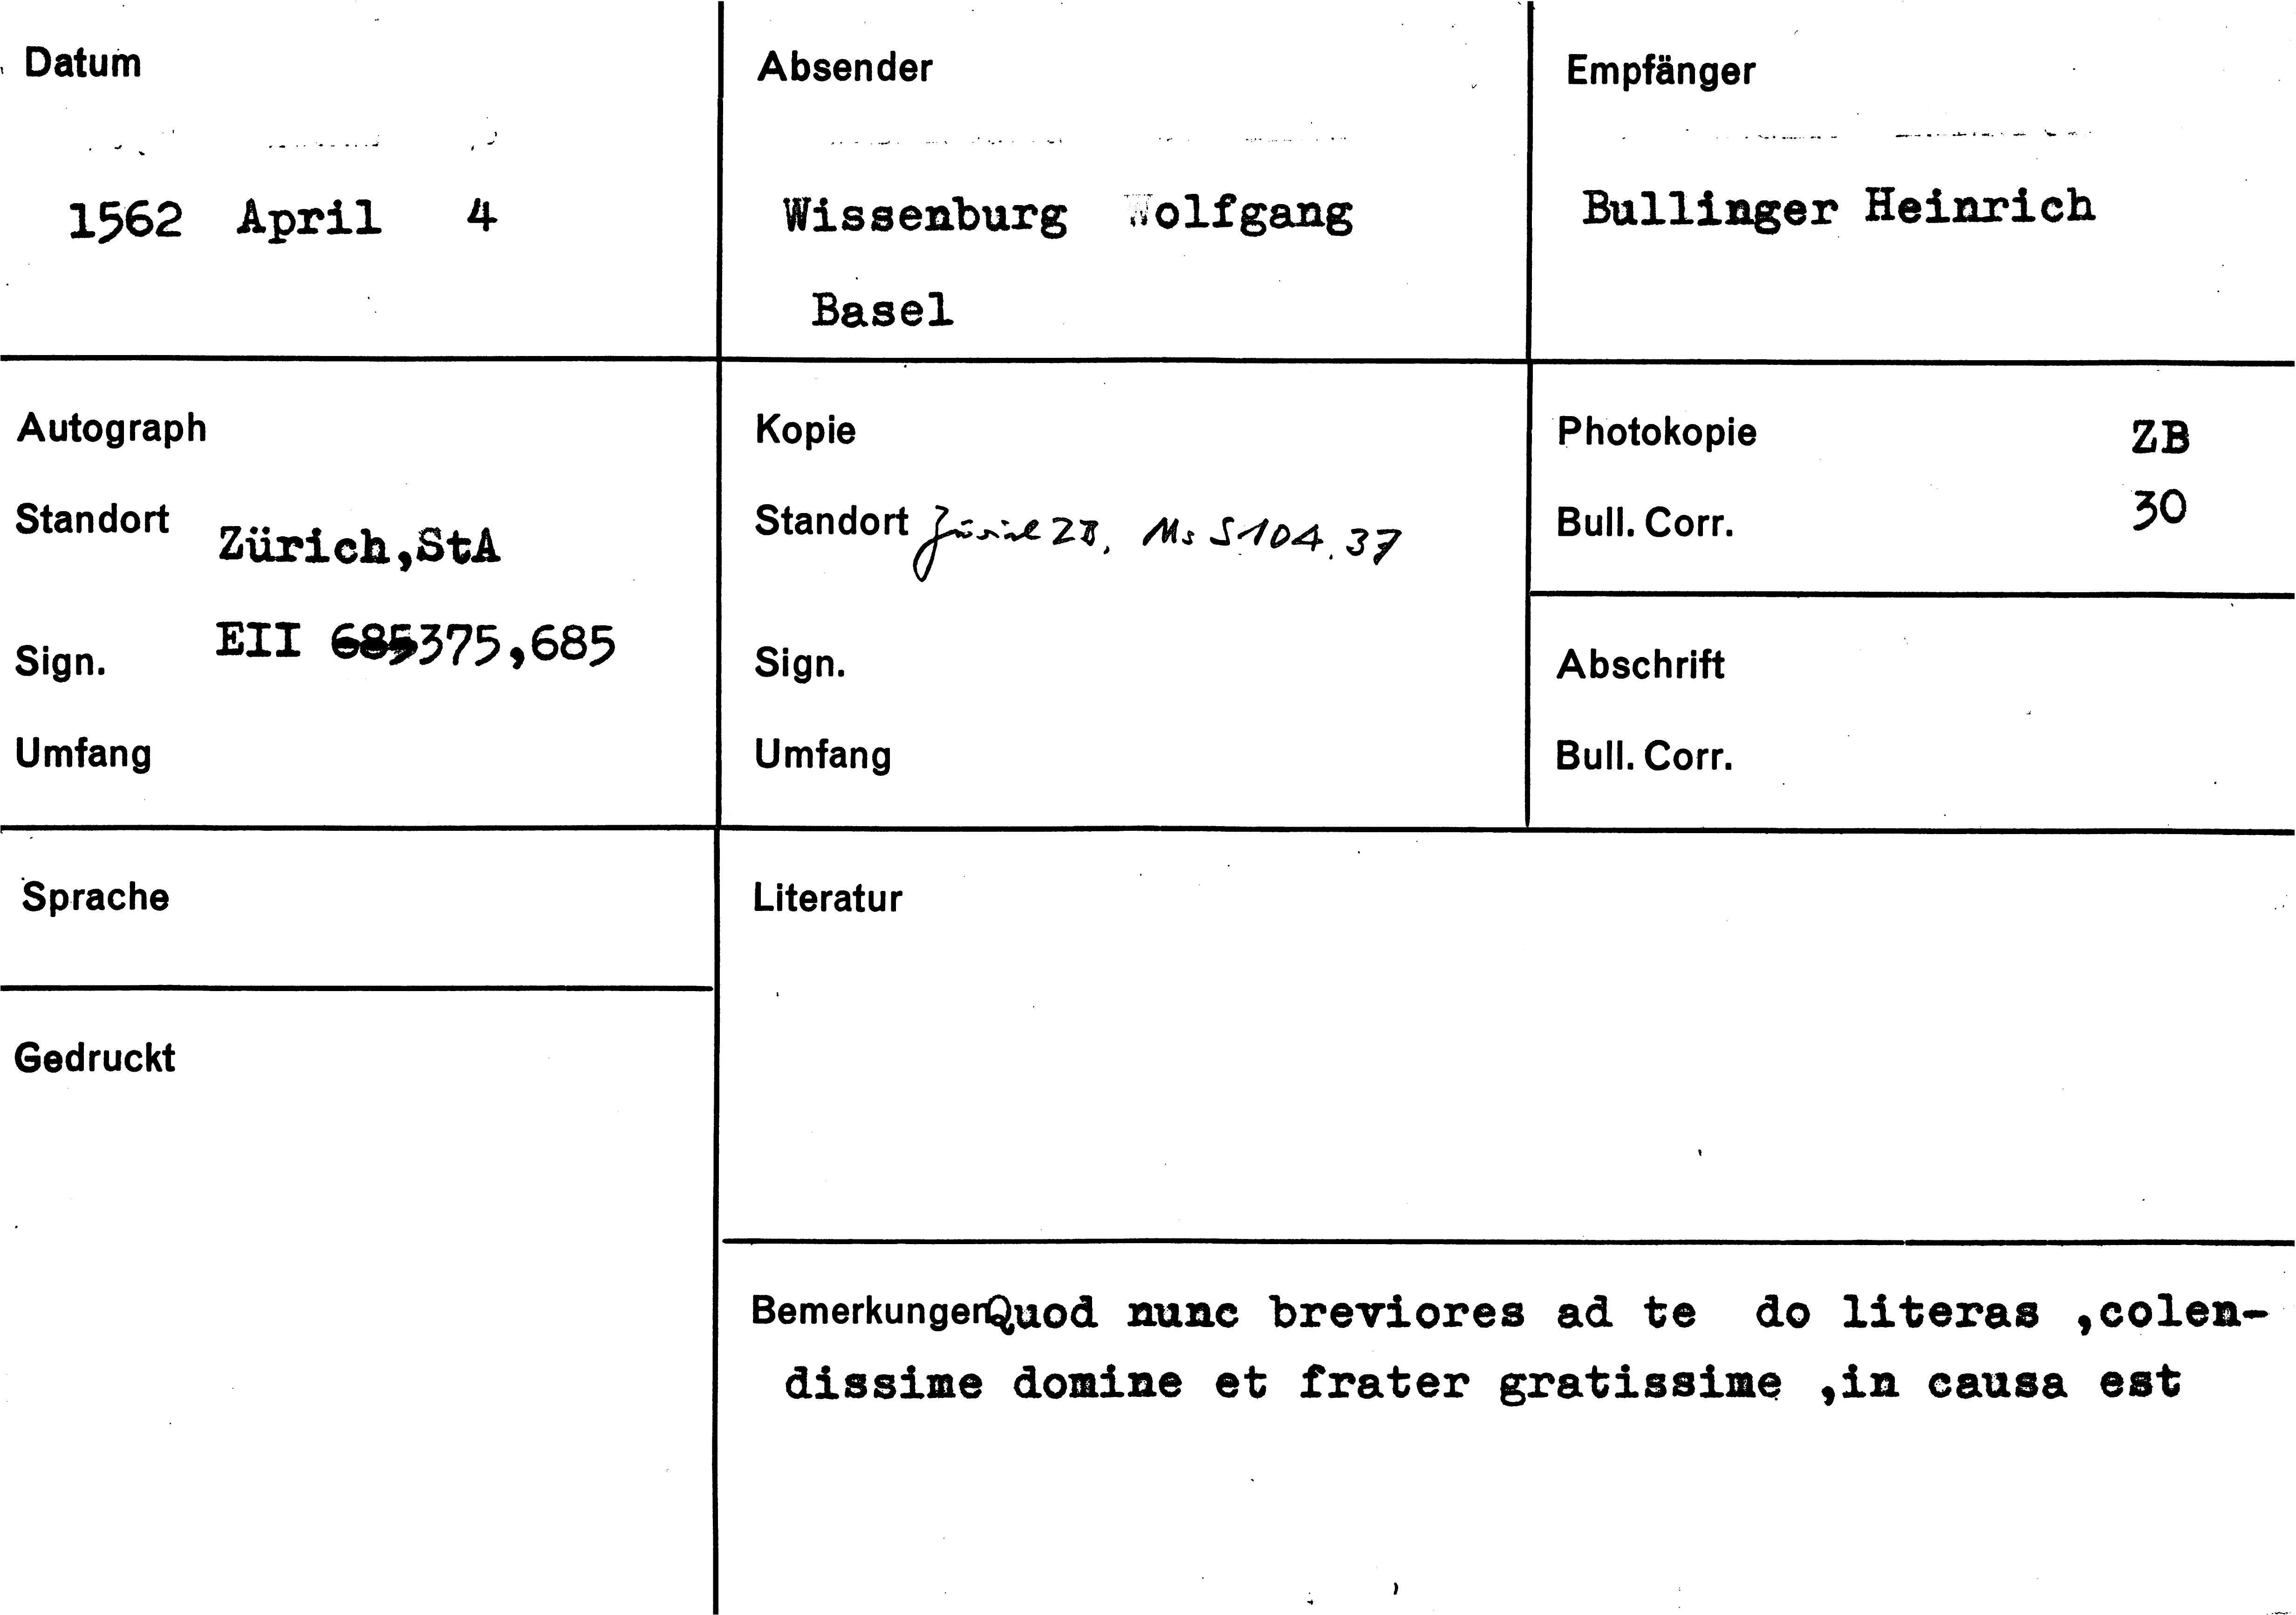 Datum
1562 April 4
Absender
Wissenburg Wolfgang
Basel
Empfänger
Bullinger Heinrich
Autograph
Standort Zürich,StA
Sign. EII 375,685
Umfang
Kopie
Standort Zürich ZB, Ms S 104.37
Sign.
Umfang
Photokopie ZB
Bull. Corr. 30
Abschrift
Bull. Corr.
Sprache
Gedruckt
Literatur
Bemerkungen Quod nunc breviores ad te do literas ,colen-
dissime domine et frater gratissime ,in causa est